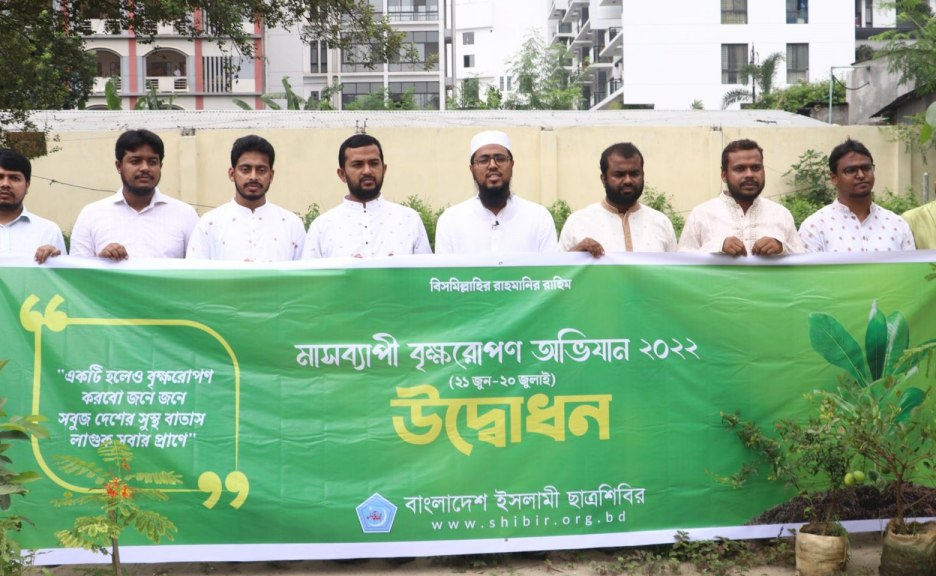 বিসমিল্লাহির রাহমানির রাহিম
মাসব্যাপী বৃক্ষরোপণ অভিযান ২০২২
(২১ জুন-২০ জুলাই)
উদ্বোধন
"একটি হলেও বৃক্ষরোপণ
করবো জনে জনে
সবুজ দেশের সুস্থ বাতাস
লাগুক সবার প্রাণে"
বাংলাদেশ ইসলামী ছাত্রশিবির
www.shibir.org.bd